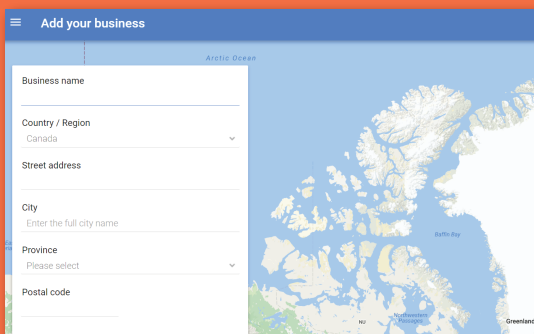 Add your business
Arctic Ocean
Business name
Country / Region
Canada
Street address
City
Enter the full city name
Province
Please select
Postal code
Baffin Bay
Northwestern
Passages
NU
Greenland